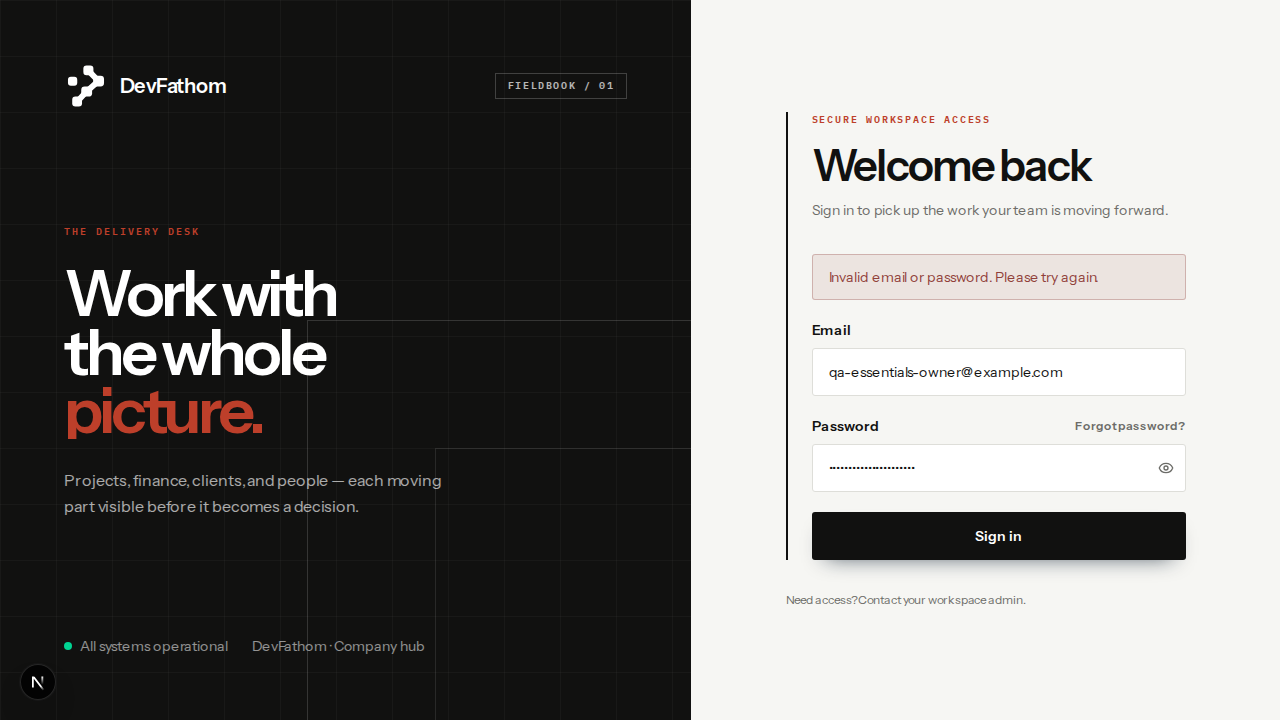 DevFathom
FIELDBOOK / 01
THE DELIVERY DESK
Work with
the whole
picture.
Projects, finance, clients, and people — each moving
part visible before it becomes a decision.
All systems operational
DevFathom · Company hub
N
SECURE WORKSPACE ACCESS
Welcome back
Sign in to pick up the work your team is moving forward.
Invalid email or password. Please try again.
Email
qa-essentials-owner@example.com
Password
Forgot password?
Sign in
Need access? Contact your workspace admin.